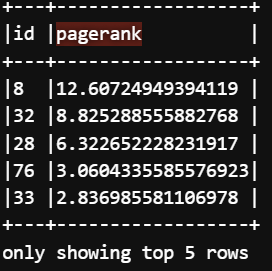 +---+------------------+
|id |pagerank          |
+---+------------------+
|8  |12.60724949394119 |
|32 |8.825288555882768 |
|28 |6.322652228231917 |
|76 |3.0604335585576923|
|33 |2.836985581106978 |
+---+------------------+
only showing top 5 rows